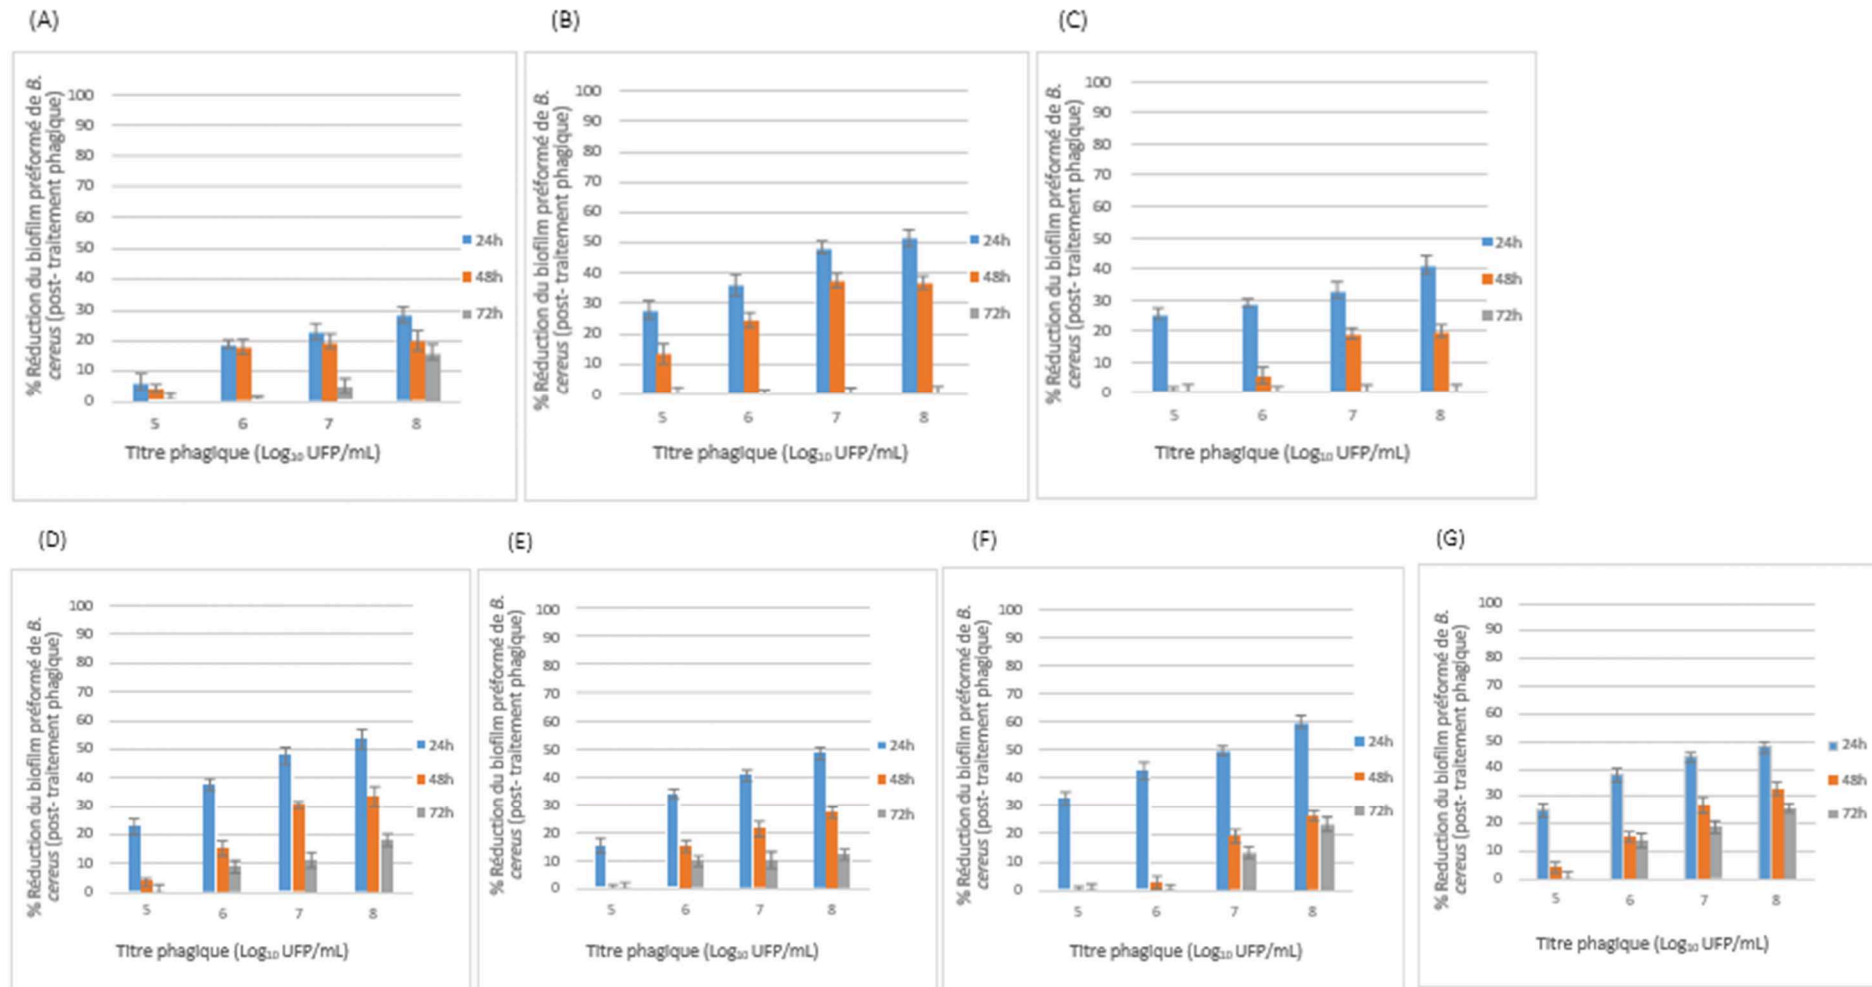 (A)
(B)
(C)
% Réduction du biofilm préformé de B.
cereus (post- traitement phagique)
100
90
80
70
60
50
40
30
20
10
0
5
6
7
8
Titre phagique (Log₁₀ UFP/mL)
24h
48h
72h
% Réduction du biofilm préformé de B.
cereus (post- traitement phagique)
100
90
80
70
60
50
40
30
20
10
0
5
6
7
8
Titre phagique (Log₁₀ UFP/mL)
24h
48h
72h
% Réduction du biofilm préformé de B.
cereus (post- traitement phagique)
100
90
80
70
60
50
40
30
20
10
0
5
6
7
8
Titre phagique (Log₁₀ UFP/mL)
24h
48h
72h
(D)
(E)
(F)
(G)
% Réduction du biofilm préformé de B.
cereus (post- traitement phagique)
100
90
80
70
60
50
40
30
20
10
0
5
6
7
8
Titre phagique (Log₁₀ UFP/mL)
24h
48h
72h
% Réduction du biofilm préformé de B.
cereus (post- traitement phagique)
100
90
80
70
60
50
40
30
20
10
0
5
6
7
8
Titre phagique (Log₁₀ UFP/mL)
24h
48h
72h
% Réduction du biofilm préformé de B.
cereus (post- traitement phagique)
100
90
80
70
60
50
40
30
20
10
0
5
6
7
8
Titre phagique (Log₁₀ UFP/mL)
24h
48h
72h
% Reduction du biofilm préformé de B.
cereus (post- traitement phagique)
100
90
80
70
60
50
40
30
20
10
0
5
6
7
8
Titre phagique (Log₁₀ UFP/mL)
24h
48h
72h